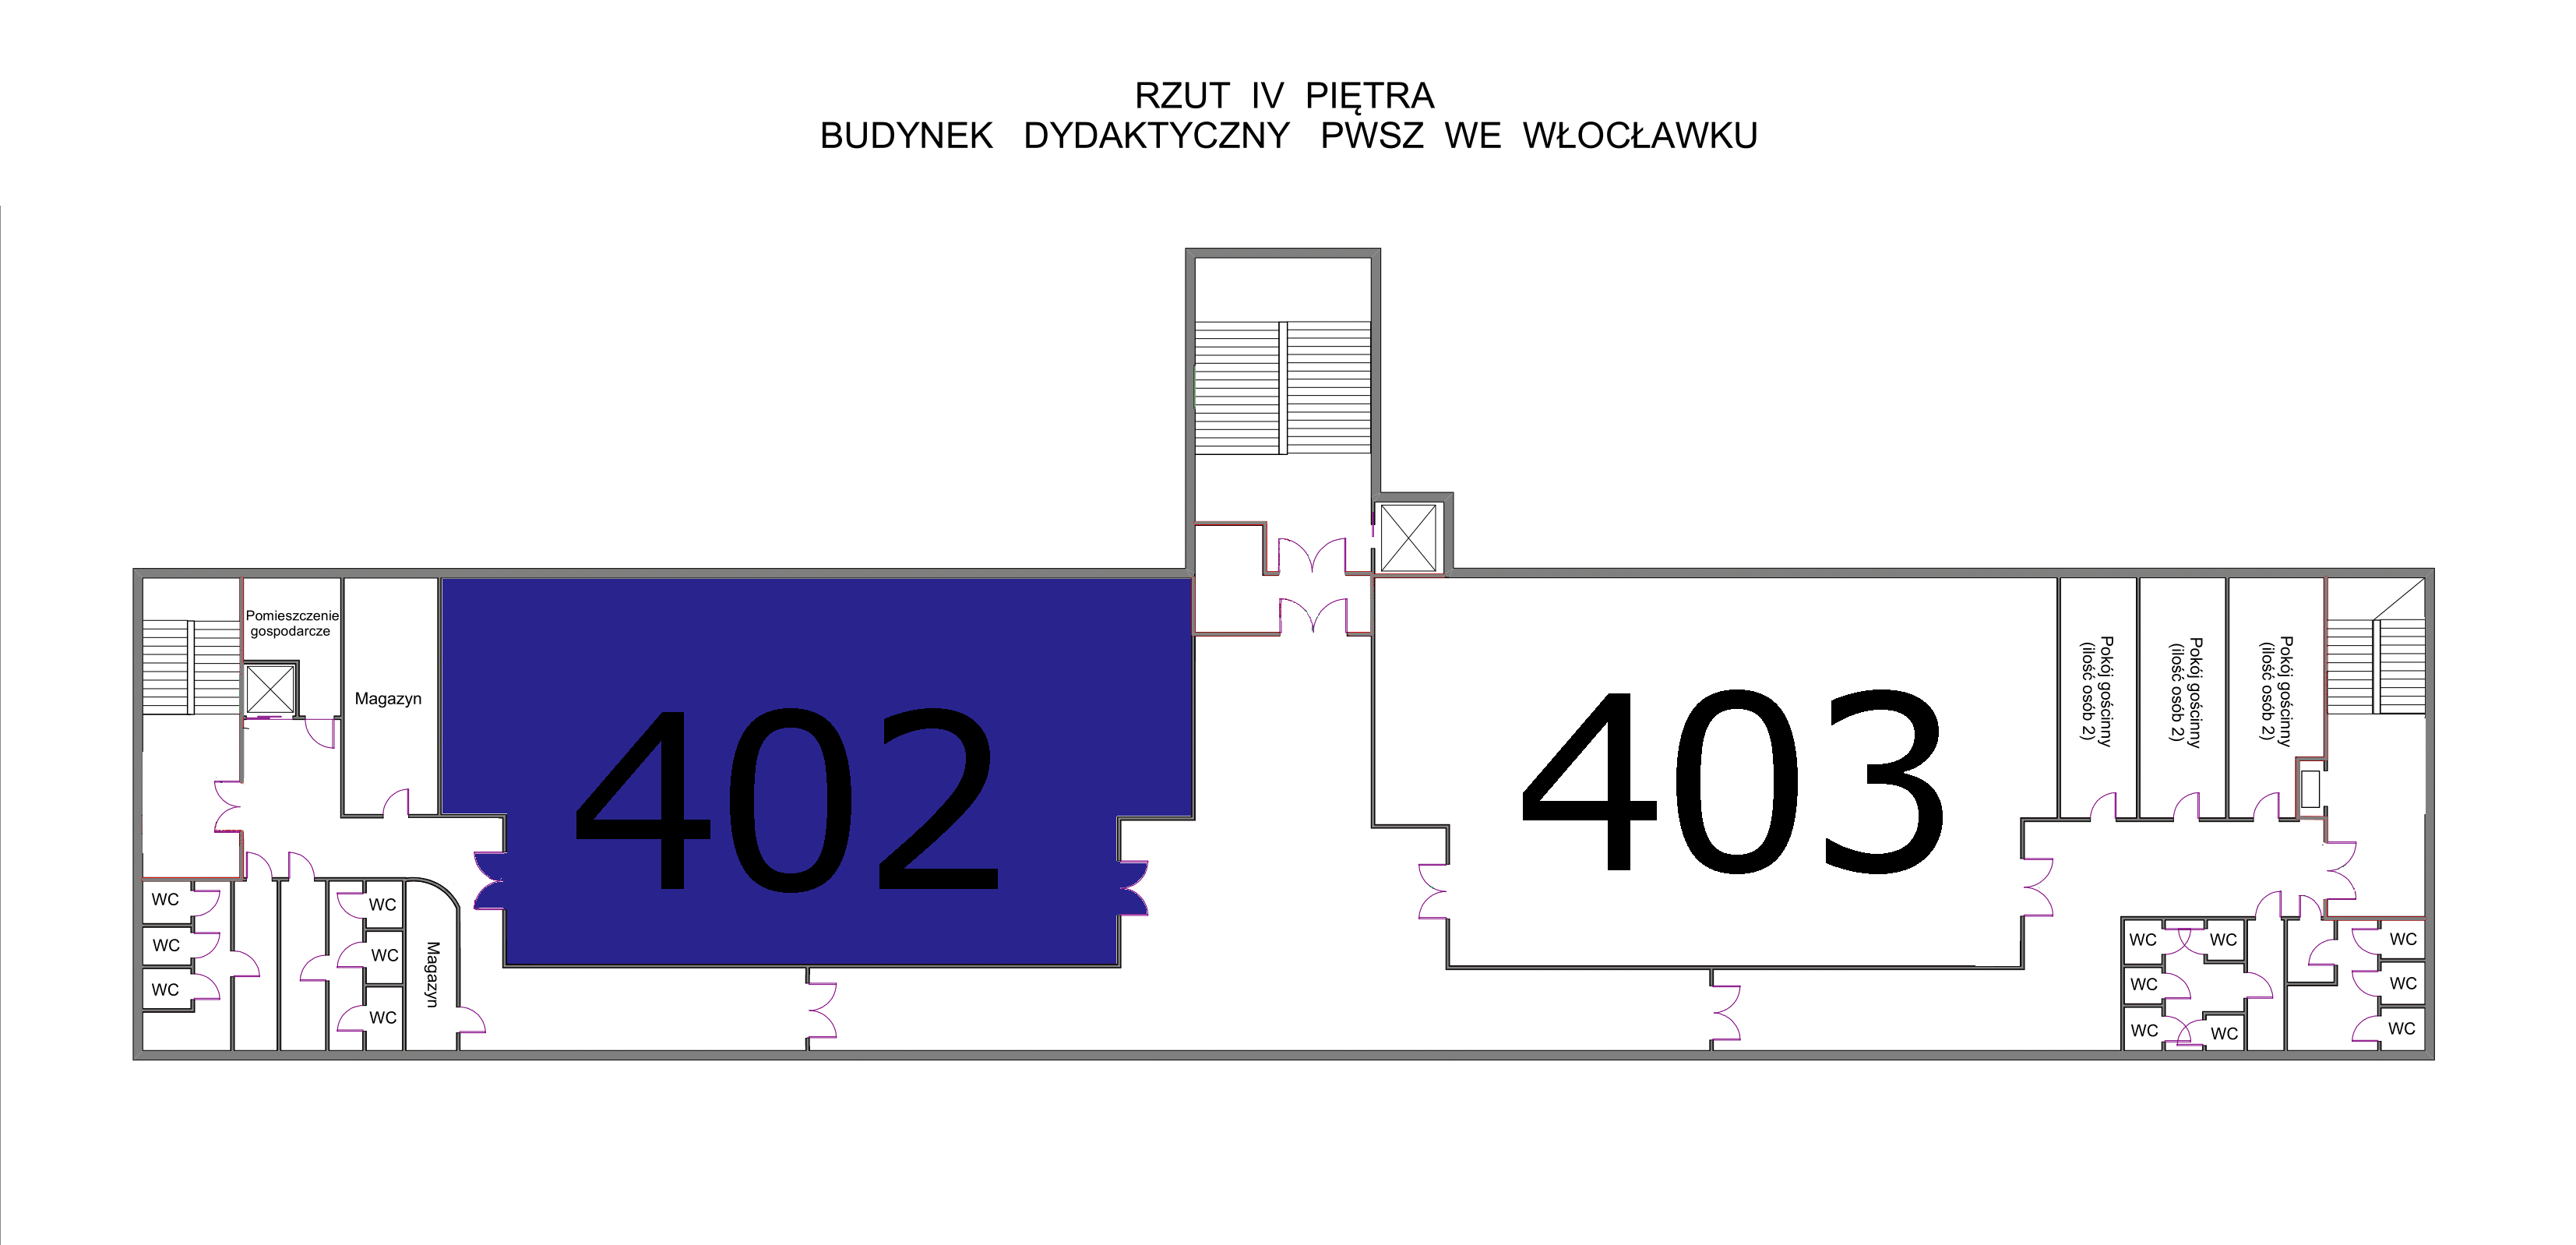 RZUT IV PIĘTRA
BUDYNEK DYDAKTYCZNY PWSZ WE WŁOCŁAWKU
Pomieszczenie
gospodarcze
Magazyn
402
403
Pokój gościnny
(ilość osób 2)
Pokój gościnny
(ilość osób 2)
Pokój gościnny
(ilość osób 2)
WC
WC
WC
WC
WC
WC
Magazyn
WC
WC
WC
WC
WC
WC
WC
WC